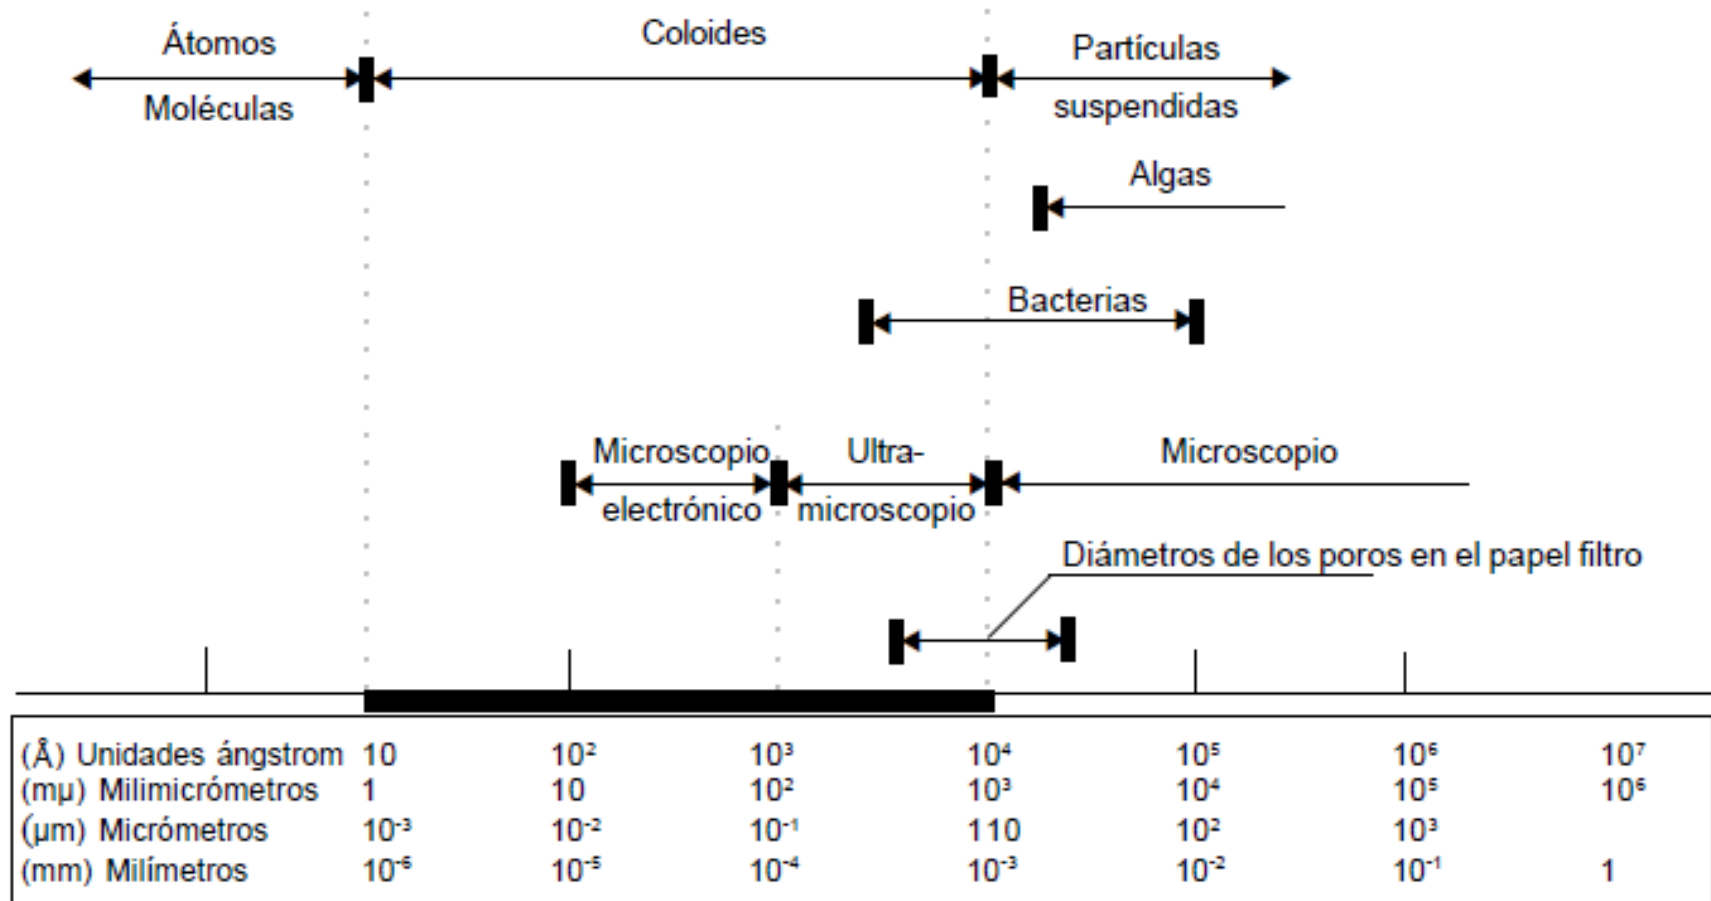 Átomos
Moléculas
Coloides
Partículas
suspendidas
Algas
Bacterias
Microscopio
electrónico
Ultra-
microscopio
Microscopio
Diámetros de los poros en el papel filtro
(Å) Unidades ángstrom 10 10² 10³ 10⁴ 10⁵ 10⁶ 10⁷
(mμ) Milimicrómetros 1 10 10² 10³ 10⁴ 10⁵ 10⁶
(μm) Micrómetros 10⁻³ 10⁻² 10⁻¹ 110 10² 10³
(mm) Milímetros 10⁻⁶ 10⁻⁵ 10⁻⁴ 10⁻³ 10⁻² 10⁻¹ 1